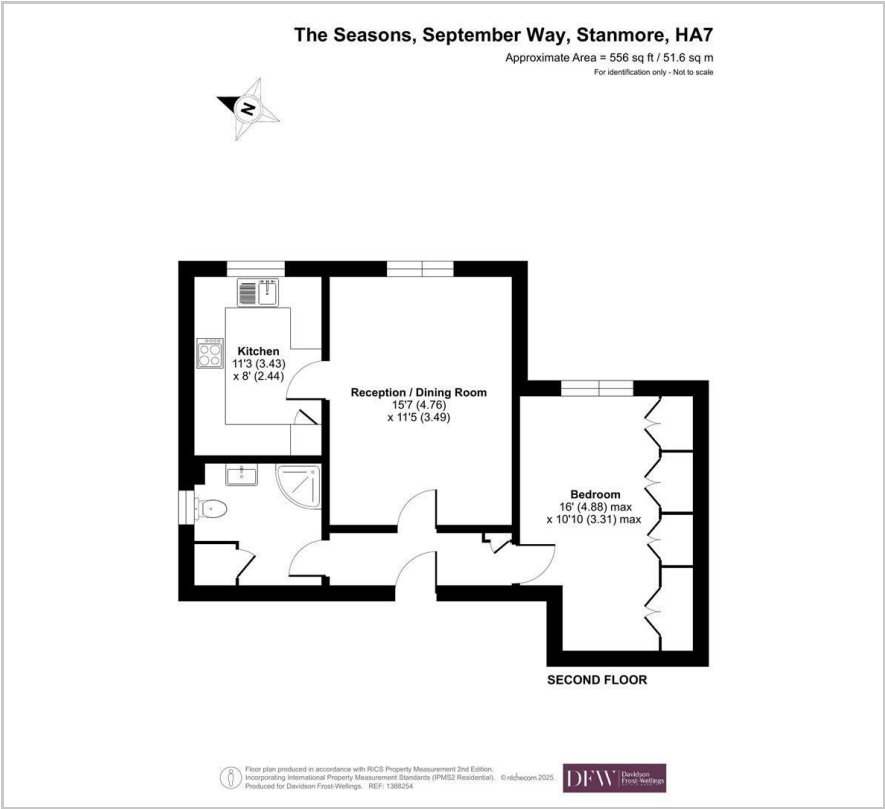 The Seasons, September Way, Stanmore, HA7
Approximate Area = 556 sq ft / 51.6 sq m
For identification only - Not to scale
N
Kitchen
11'3 (3.43)
x 8' (2.44)
Reception / Dining Room
15'7 (4.76)
x 11'5 (3.49)
Bedroom
16' (4.88) max
x 10'10 (3.31) max
SECOND FLOOR
Floor plan produced in accordance with RICS Property Measurement 2nd Edition,
Incorporating International Property Measurement Standards (IPMS2 Residential). © nichecom 2025.
Produced for Davidson Frost-Wellings. REF: 1388254
DFW
Davidson
Frost-Wellings